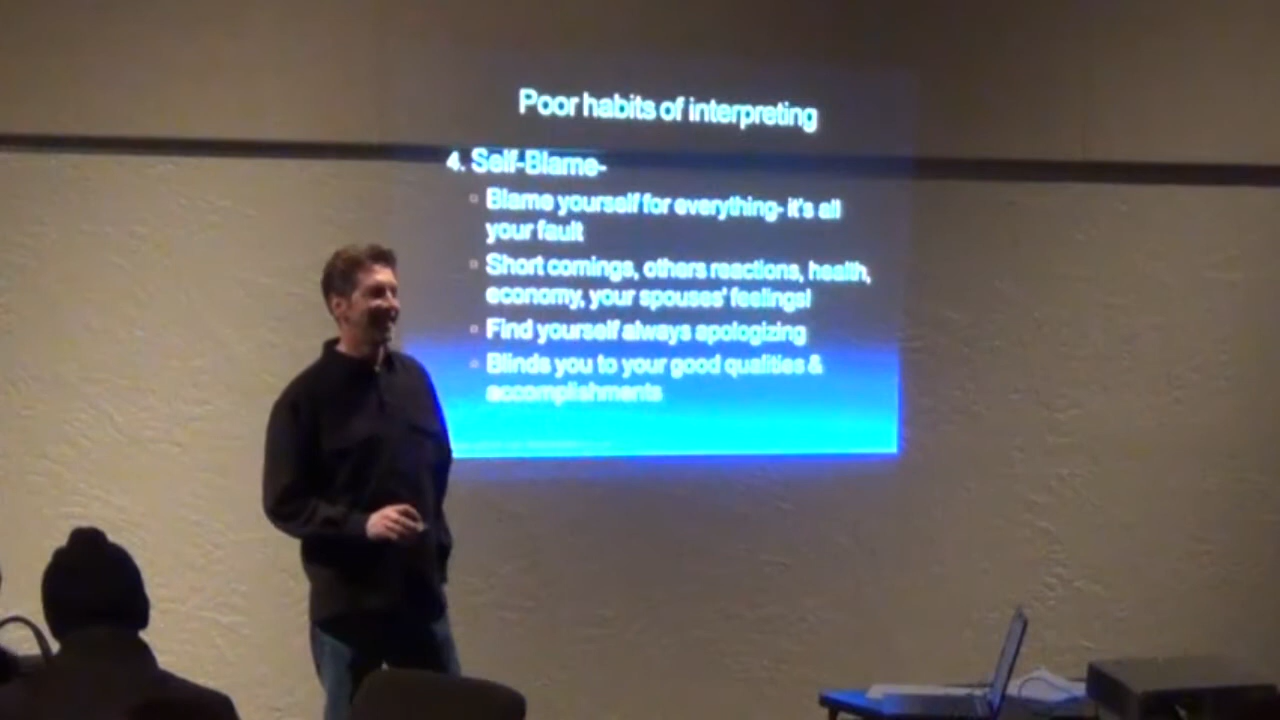 Poor habits of interpreting
4. Self-Blame-
Blame yourself for everything- it's all
your fault
Short comings, others reactions, health,
economy, your spouses' feelings!
Find yourself always apologizing
Blinds you to your good qualities &
accomplishments